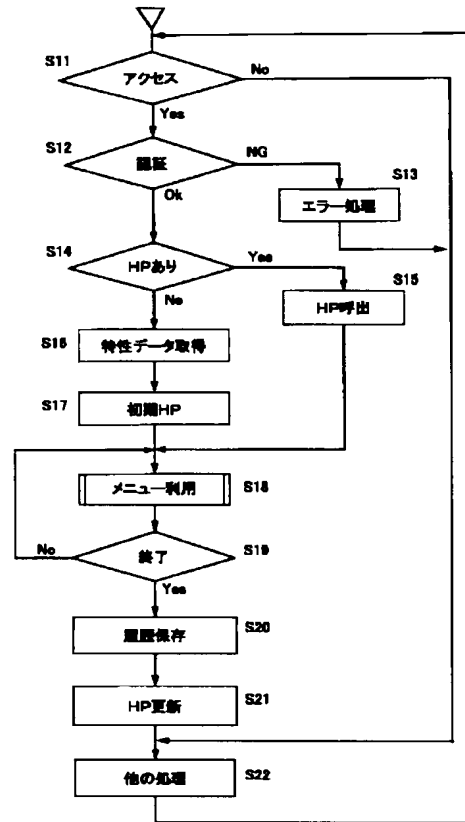 S11
アクセス
No
Yes
S12
認証
NG
Ok
S13
エラー処理
S14
HPあり
Yes
No
S15
HP呼出
S16
特性データ取得
S17
初期HP
S18
メニュー利用
S19
終了
No
Yes
S20
履歴保存
S21
HP更新
S22
他の処理